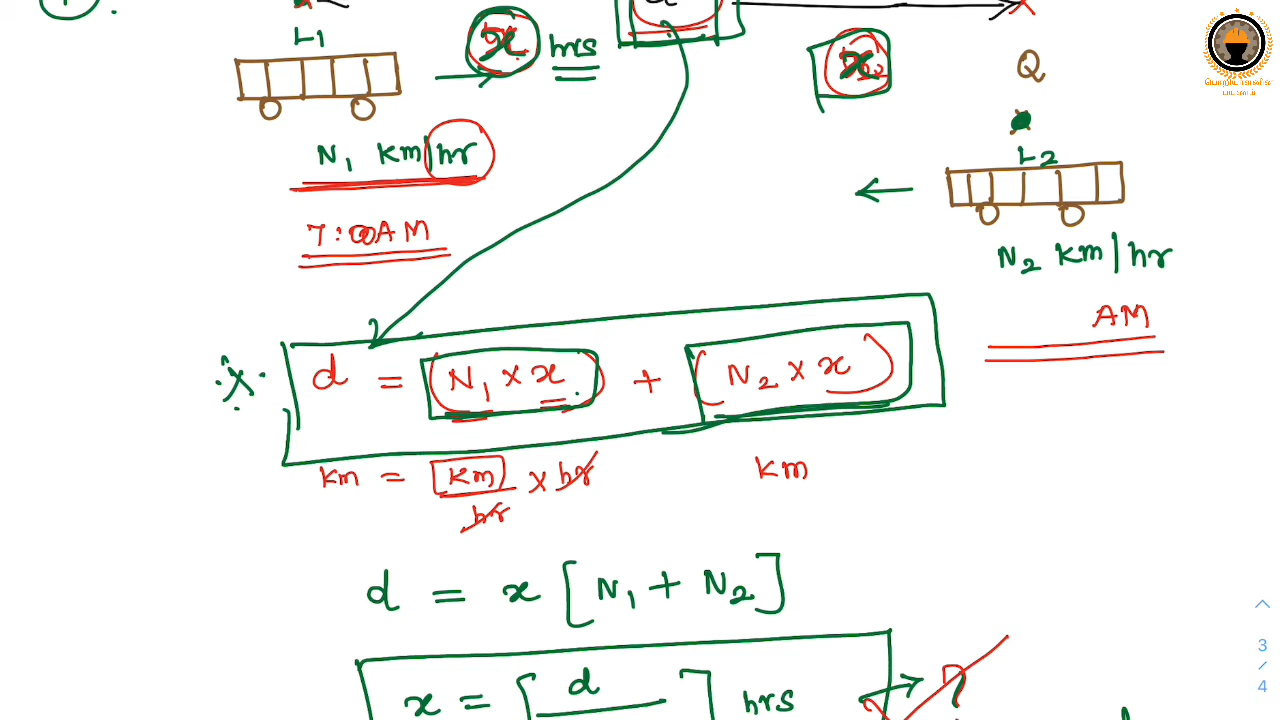 L1
x hrs
x
Q
N1 km/hr
L2
7:00 AM
N2 km/hr
AM
d = (N1 × x) + (N2 × x)
km = km/hr × hr
km
d = x [N1 + N2]
x = [d
hrs
?
3
/
4